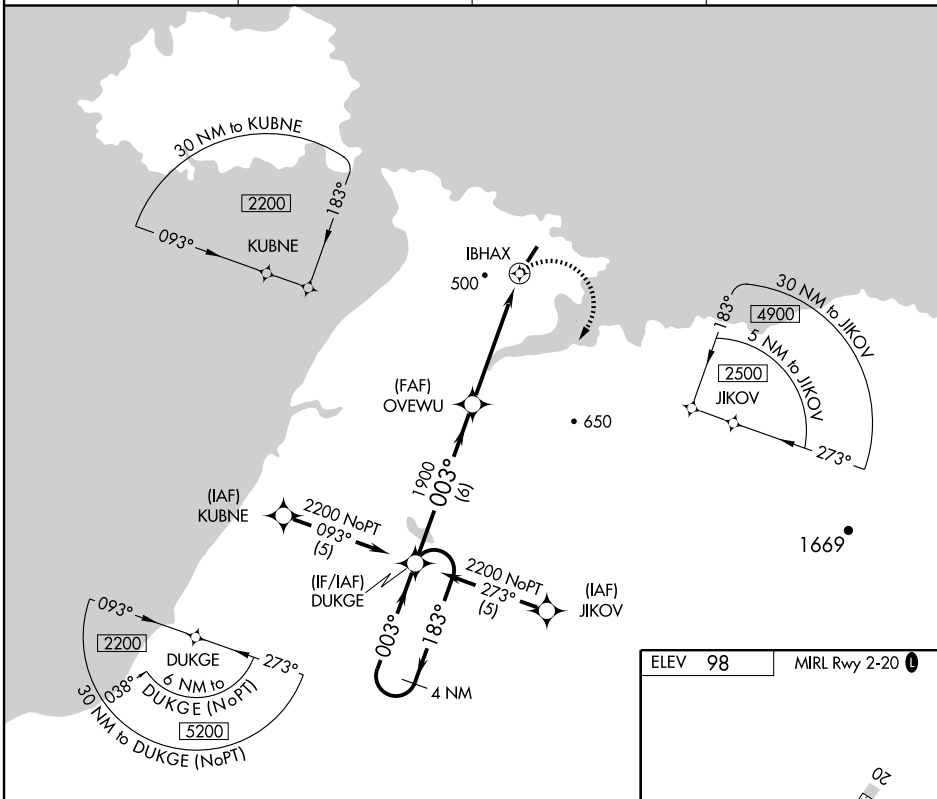 30 NM to KUBNE
2200
183°
093°
KUBNE
IBHAX
500
30 NM to JIKOV
4900
183°
5 NM to JIKOV
2500
JIKOV
273°
(FAF)
OVEWU
650
1900
003°
(6)
(IAF)
KUBNE
2200 NoPT
093°
(5)
1669
(IF/IAF)
DUKGE
2200 NoPT
273°
(5)
(IAF)
JIKOV
003°
183°
4 NM
093°
2200
DUKGE
273°
6 NM to
DUKGE (NoPT)
038°
5200
30 NM to DUKGE (NoPT)
ELEV 98
MIRL Rwy 2-20 L
20